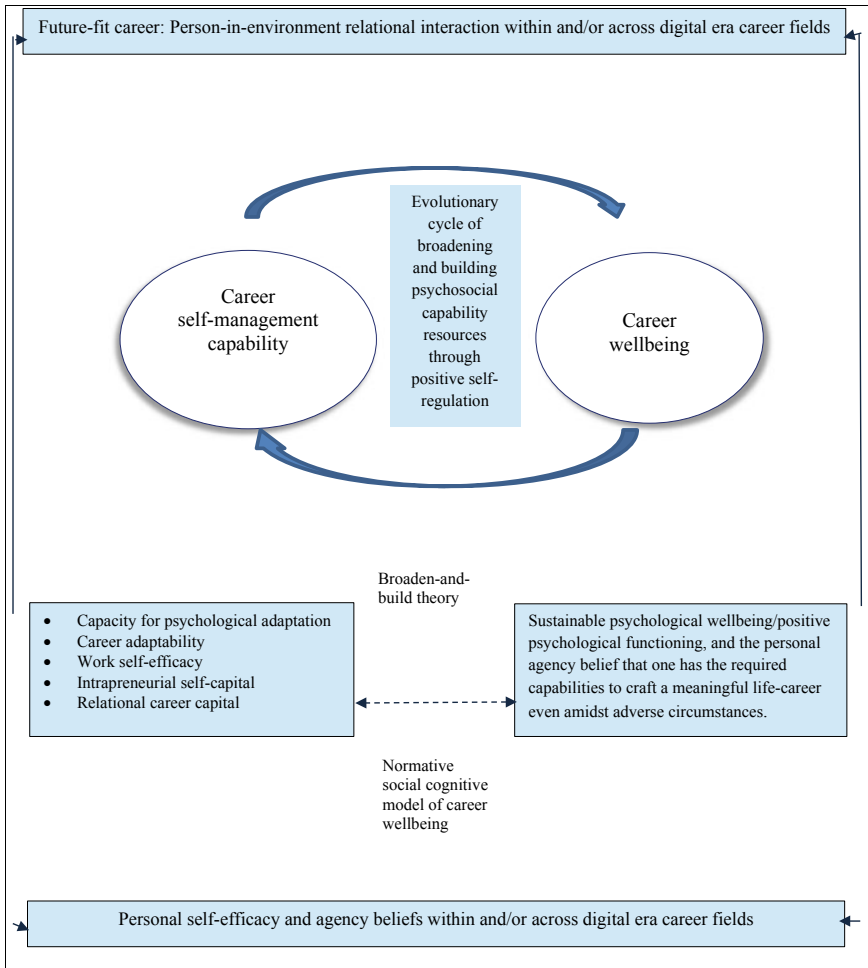 Future-fit career: Person-in-environment relational interaction within and/or across digital era career fields
Evolutionary
cycle of
broadening
and building
psychosocial
capability
resources
through
positive self-
regulation
Career
self-management
capability
Career
wellbeing
Broaden-and-
build theory
• Capacity for psychological adaptation
• Career adaptability
• Work self-efficacy
• Intrapreneurial self-capital
• Relational career capital
Sustainable psychological wellbeing/positive
psychological functioning, and the personal
agency belief that one has the required
capabilities to craft a meaningful life-career
even amidst adverse circumstances.
Normative
social cognitive
model of career
wellbeing
Personal self-efficacy and agency beliefs within and/or across digital era career fields